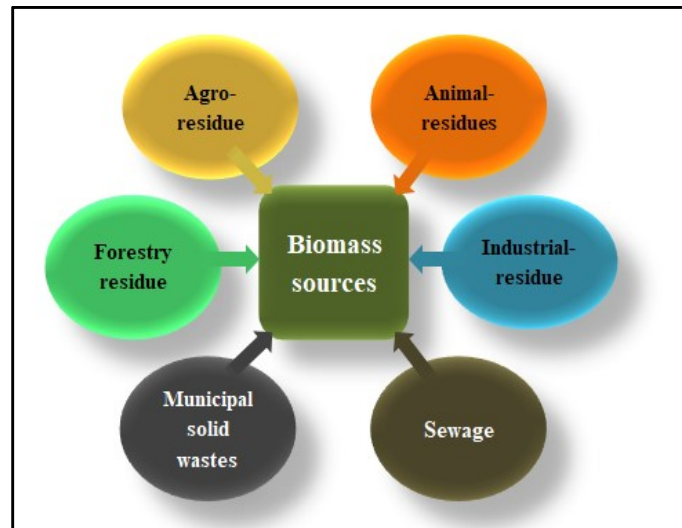 Agro-
residue
Animal-
residues
Biomass
sources
Forestry
residue
Industrial-
residue
Municipal
solid
wastes
Sewage